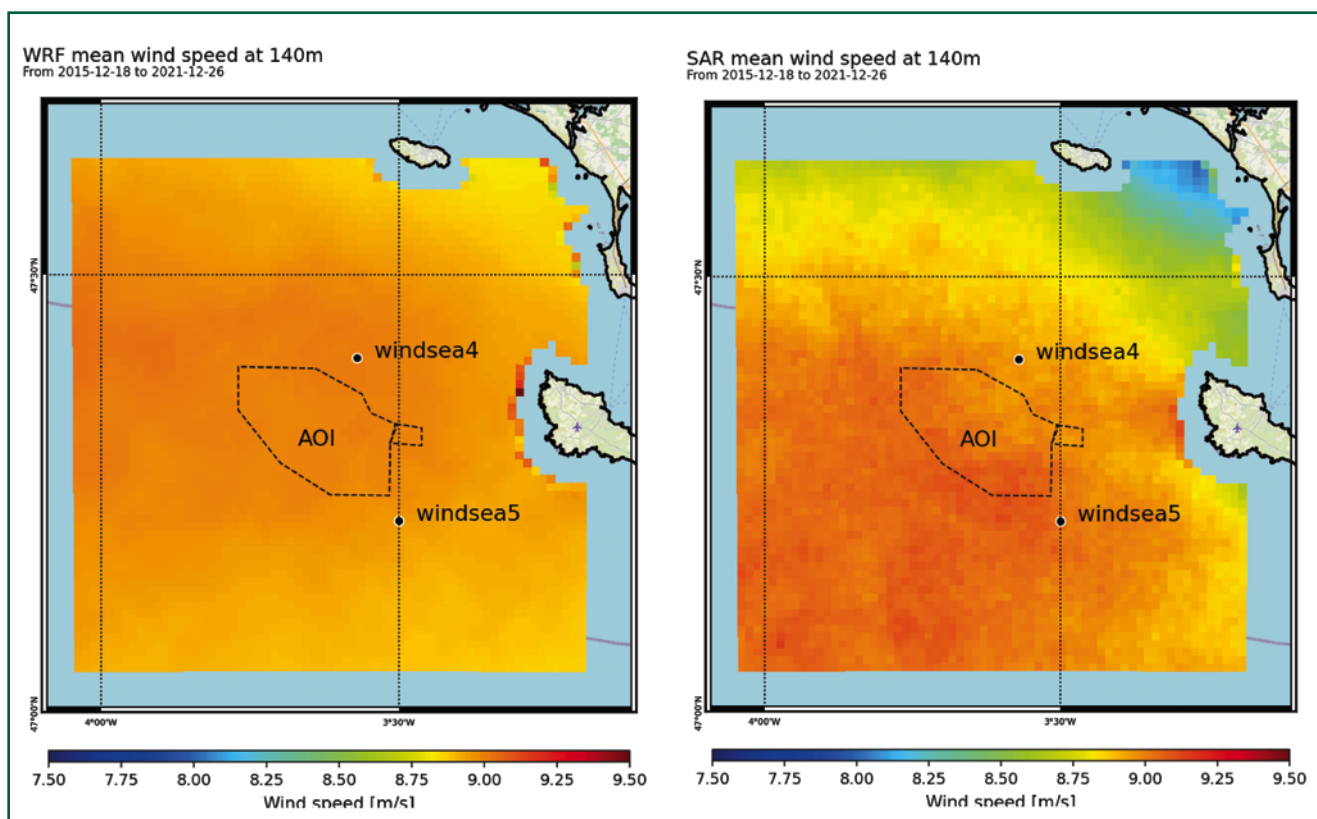 WRF mean wind speed at 140m
From 2015-12-18 to 2021-12-26
47°30'N
windsea4
AOI
windsea5
47°00'N
4°00'W
3°30'W
7.50 7.75 8.00 8.25 8.50 8.75 9.00 9.25 9.50
Wind speed [m/s]
SAR mean wind speed at 140m
From 2015-12-18 to 2021-12-26
47°30'N
windsea4
AOI
windsea5
47°00'N
4°00'W
3°30'W
7.50 7.75 8.00 8.25 8.50 8.75 9.00 9.25 9.50
Wind speed [m/s]